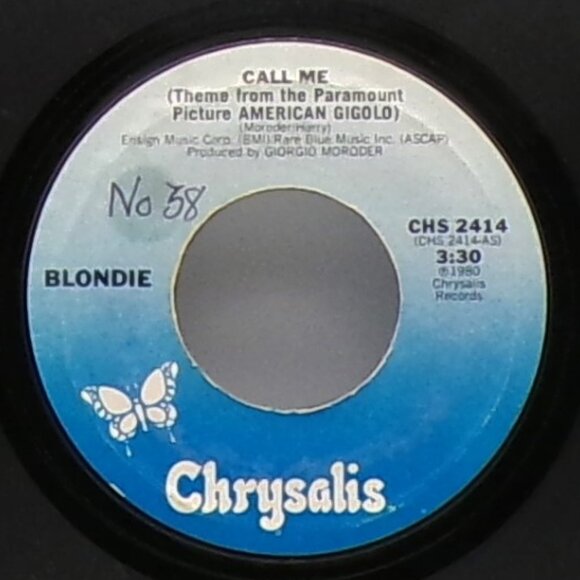 CALL ME
(Theme from the Paramount
Picture AMERICAN GIGOLO)
(Moroder/Harry)
Ensign Music Corp. (BMI)/Rare Blue Music Inc. (ASCAP)
Produced by GIORGIO MORODER
No 38
CHS 2414
(CHS 2414-AS)
3:30
℗1980
Chrysalis
Records
BLONDIE
Chrysalis